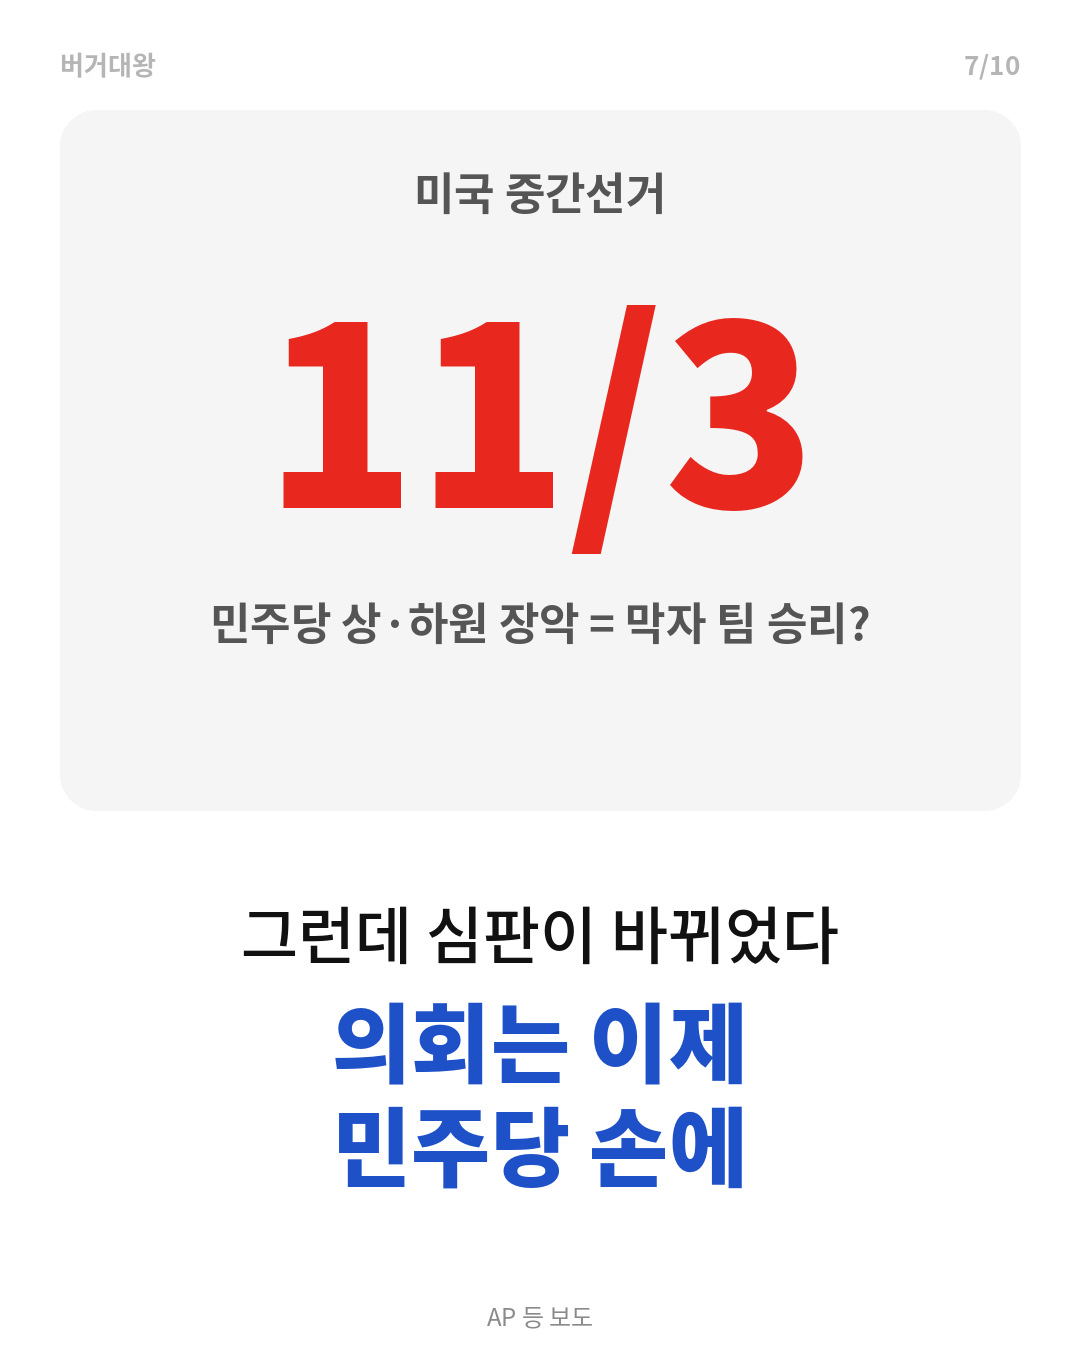 버거대왕
7/10
미국 중간선거
11/3
민주당 상·하원 장악 = 막자 팀 승리?
그런데 심판이 바뀌었다
의회는 이제
민주당 손에
AP 등 보도